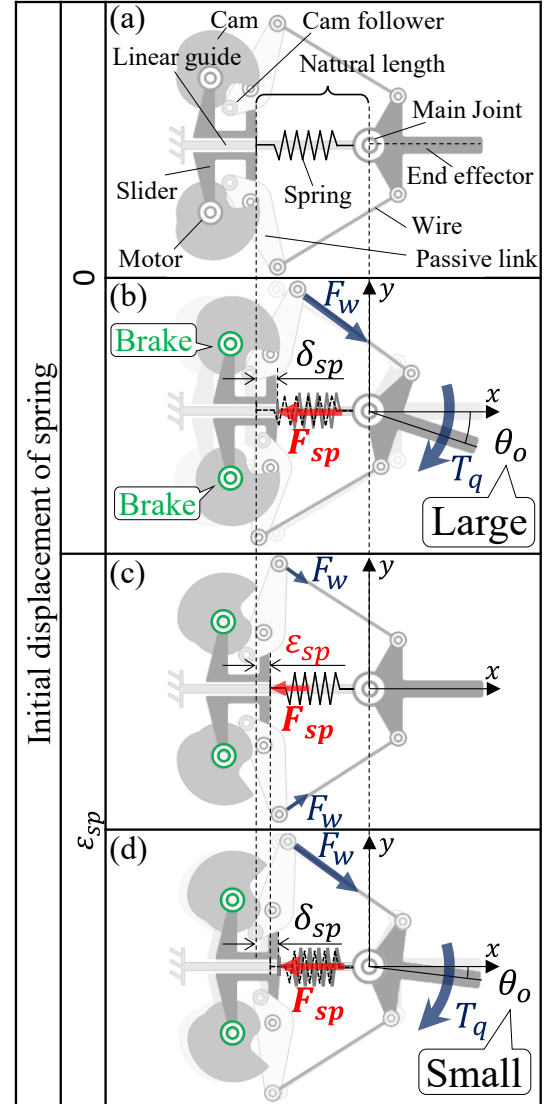 Initial displacement of spring
0
ε_sp
(a)
Cam
Cam follower
Linear guide
Natural length
Main Joint
End effector
Slider
Spring
Wire
Motor
Passive link
(b)
F_w
y
Brake
δ_sp
x
F_sp
θ_o
T_q
Brake
Large
(c)
F_w
y
ε_sp
x
F_sp
F_w
(d)
F_w
y
δ_sp
x
F_sp
θ_o
T_q
Small